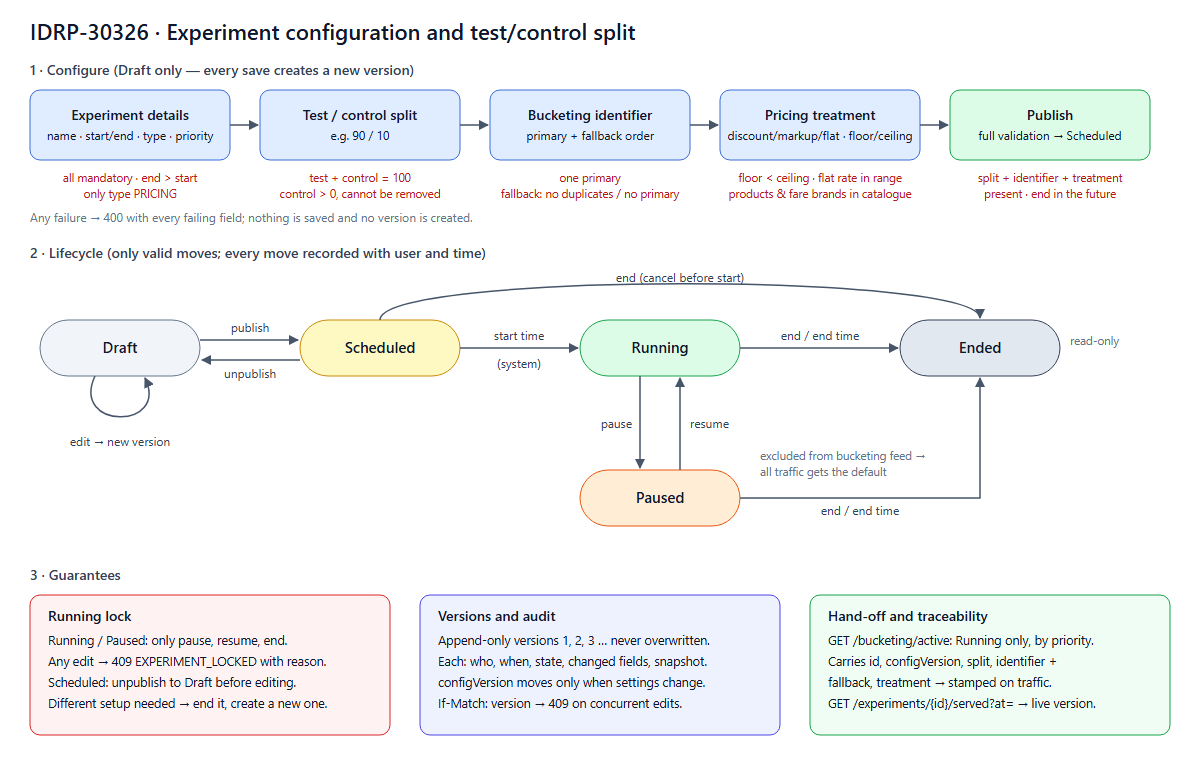 IDRP-30326 · Experiment configuration and test/control split
1 · Configure (Draft only — every save creates a new version)
Experiment details
name · start/end · type · priority
Test / control split
e.g. 90 / 10
Bucketing identifier
primary + fallback order
Pricing treatment
discount/markup/flat · floor/ceiling
Publish
full validation → Scheduled
all mandatory · end > start
only type PRICING
test + control = 100
control > 0, cannot be removed
one primary
fallback: no duplicates / no primary
floor < ceiling · flat rate in range
products & fare brands in catalogue
split + identifier + treatment
present · end in the future
Any failure → 400 with every failing field; nothing is saved and no version is created.
2 · Lifecycle (only valid moves; every move recorded with user and time)
end (cancel before start)
Draft
publish
unpublish
Scheduled
start time
(system)
Running
end / end time
Ended
read-only
edit → new version
pause
resume
excluded from bucketing feed →
all traffic gets the default
Paused
end / end time
3 · Guarantees
Running lock
Running / Paused: only pause, resume, end.
Any edit → 409 EXPERIMENT_LOCKED with reason.
Scheduled: unpublish to Draft before editing.
Different setup needed → end it, create a new one.
Versions and audit
Append-only versions 1, 2, 3 … never overwritten.
Each: who, when, state, changed fields, snapshot.
configVersion moves only when settings change.
If-Match: version → 409 on concurrent edits.
Hand-off and traceability
GET /bucketing/active: Running only, by priority.
Carries id, configVersion, split, identifier +
fallback, treatment → stamped on traffic.
GET /experiments/{id}/served?at= → live version.